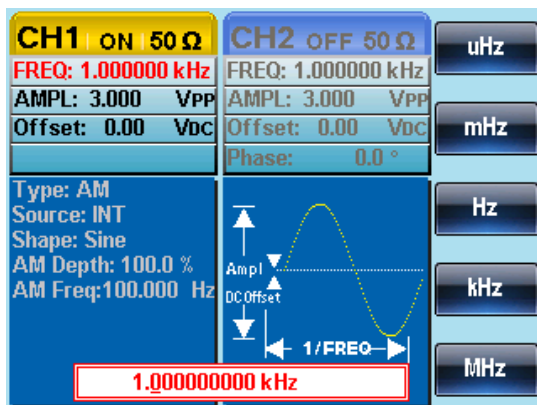 CH1 ON 50 Ω
FREQ: 1.000000 kHz
AMPL: 3.000 VPP
Offset: 0.00 VDC
CH2 OFF 50 Ω
FREQ: 1.000000 kHz
AMPL: 3.000 VPP
Offset: 0.00 VDC
Phase: 0.0 °
Type: AM
Source: INT
Shape: Sine
AM Depth: 100.0 %
AM Freq:100.000 Hz
Ampl
DC Offset
1/FREQ
1.000000000 kHz
uHz
mHz
Hz
kHz
MHz